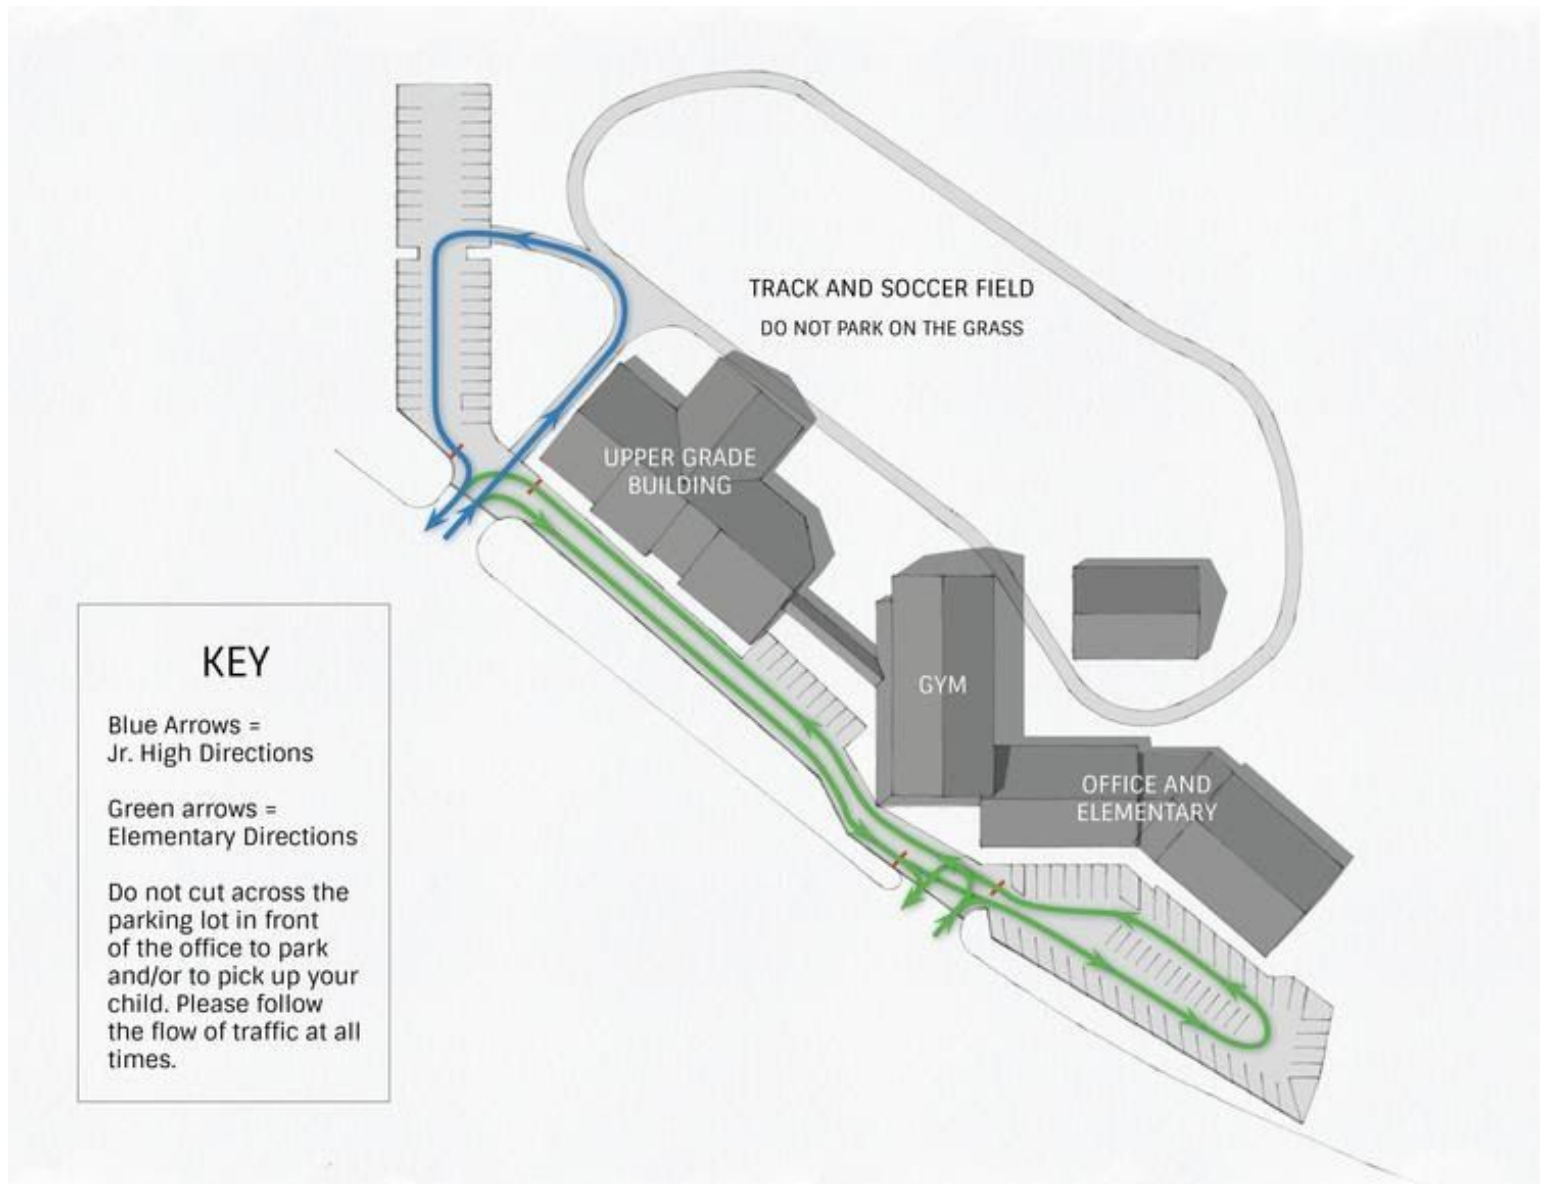 TRACK AND SOCCER FIELD
DO NOT PARK ON THE GRASS
UPPER GRADE
BUILDING
GYM
OFFICE AND
ELEMENTARY
KEY
Blue Arrows =
Jr. High Directions
Green arrows =
Elementary Directions
Do not cut across the
parking lot in front
of the office to park
and/or to pick up your
child. Please follow
the flow of traffic at all
times.